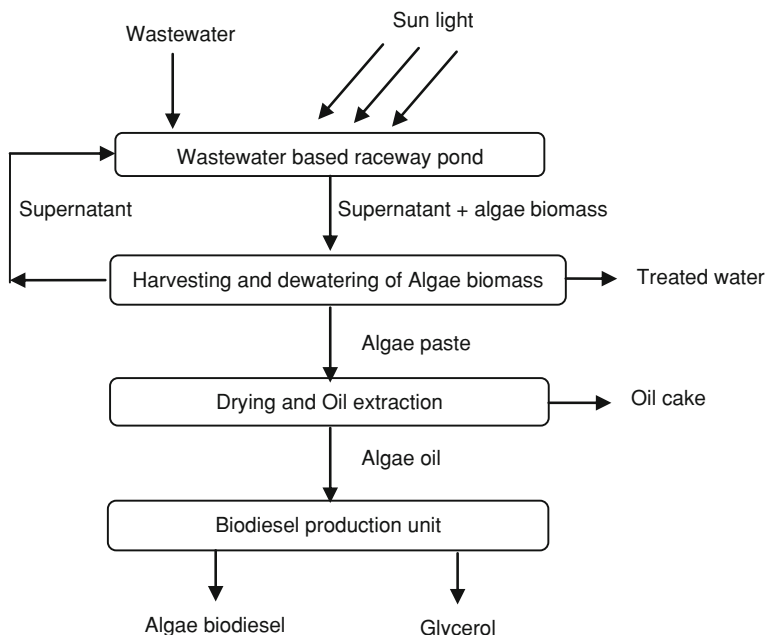 Wastewater
Sun light
Wastewater based raceway pond
Supernatant
Supernatant + algae biomass
Harvesting and dewatering of Algae biomass
Treated water
Algae paste
Drying and Oil extraction
Oil cake
Algae oil
Biodiesel production unit
Algae biodiesel
Glycerol